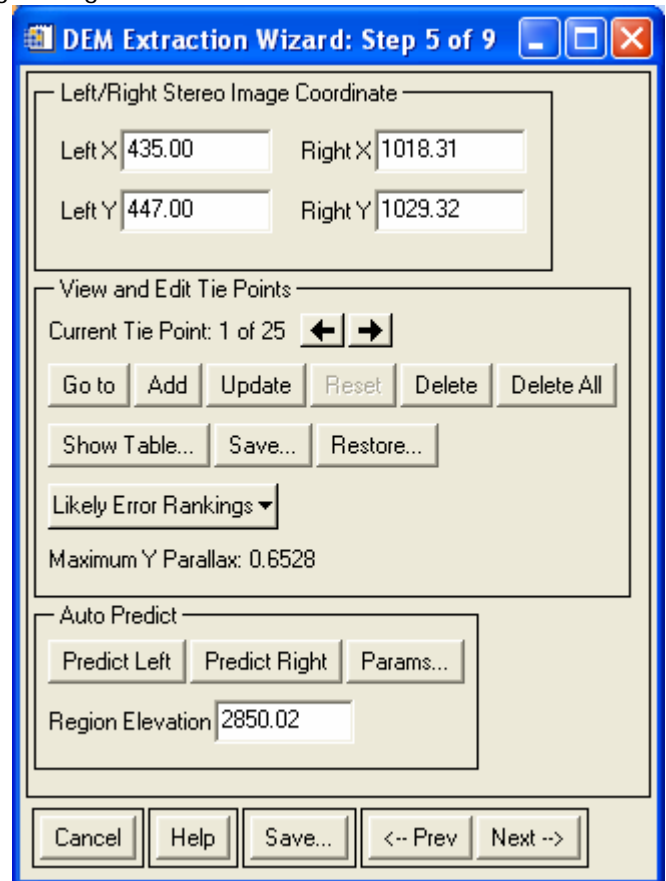 DEM Extraction Wizard: Step 5 of 9
Left/Right Stereo Image Coordinate
Left X 435.00 Right X 1018.31
Left Y 447.00 Right Y 1029.32
View and Edit Tie Points
Current Tie Point: 1 of 25
Go to Add Update Reset Delete Delete All
Show Table... Save... Restore...
Likely Error Rankings
Maximum Y Parallax: 0.6528
Auto Predict
Predict Left Predict Right Params...
Region Elevation 2850.02
Cancel Help Save... <-- Prev Next -->